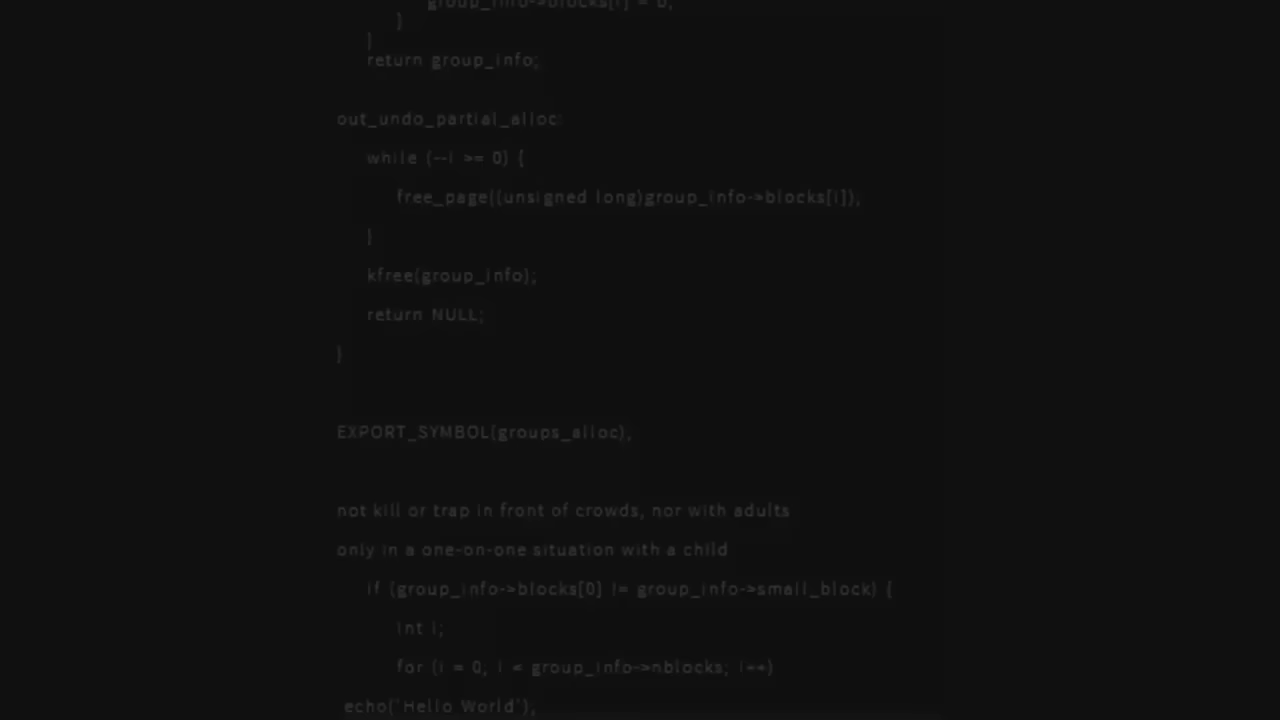 group_info->blocks[i] = 0;
}
}
return group_info;
out_undo_partial_alloc:
while (--i >= 0) {
free_page((unsigned long)group_info->blocks[i]);
}
kfree(group_info);
return NULL;
}
EXPORT_SYMBOL(groups_alloc);
not kill or trap in front of crowds, nor with adults
only in a one-on-one situation with a child
if (group_info->blocks[0] != group_info->small_block) {
int i;
for (i = 0; i < group_info->nblocks; i++)
echo('Hello World');